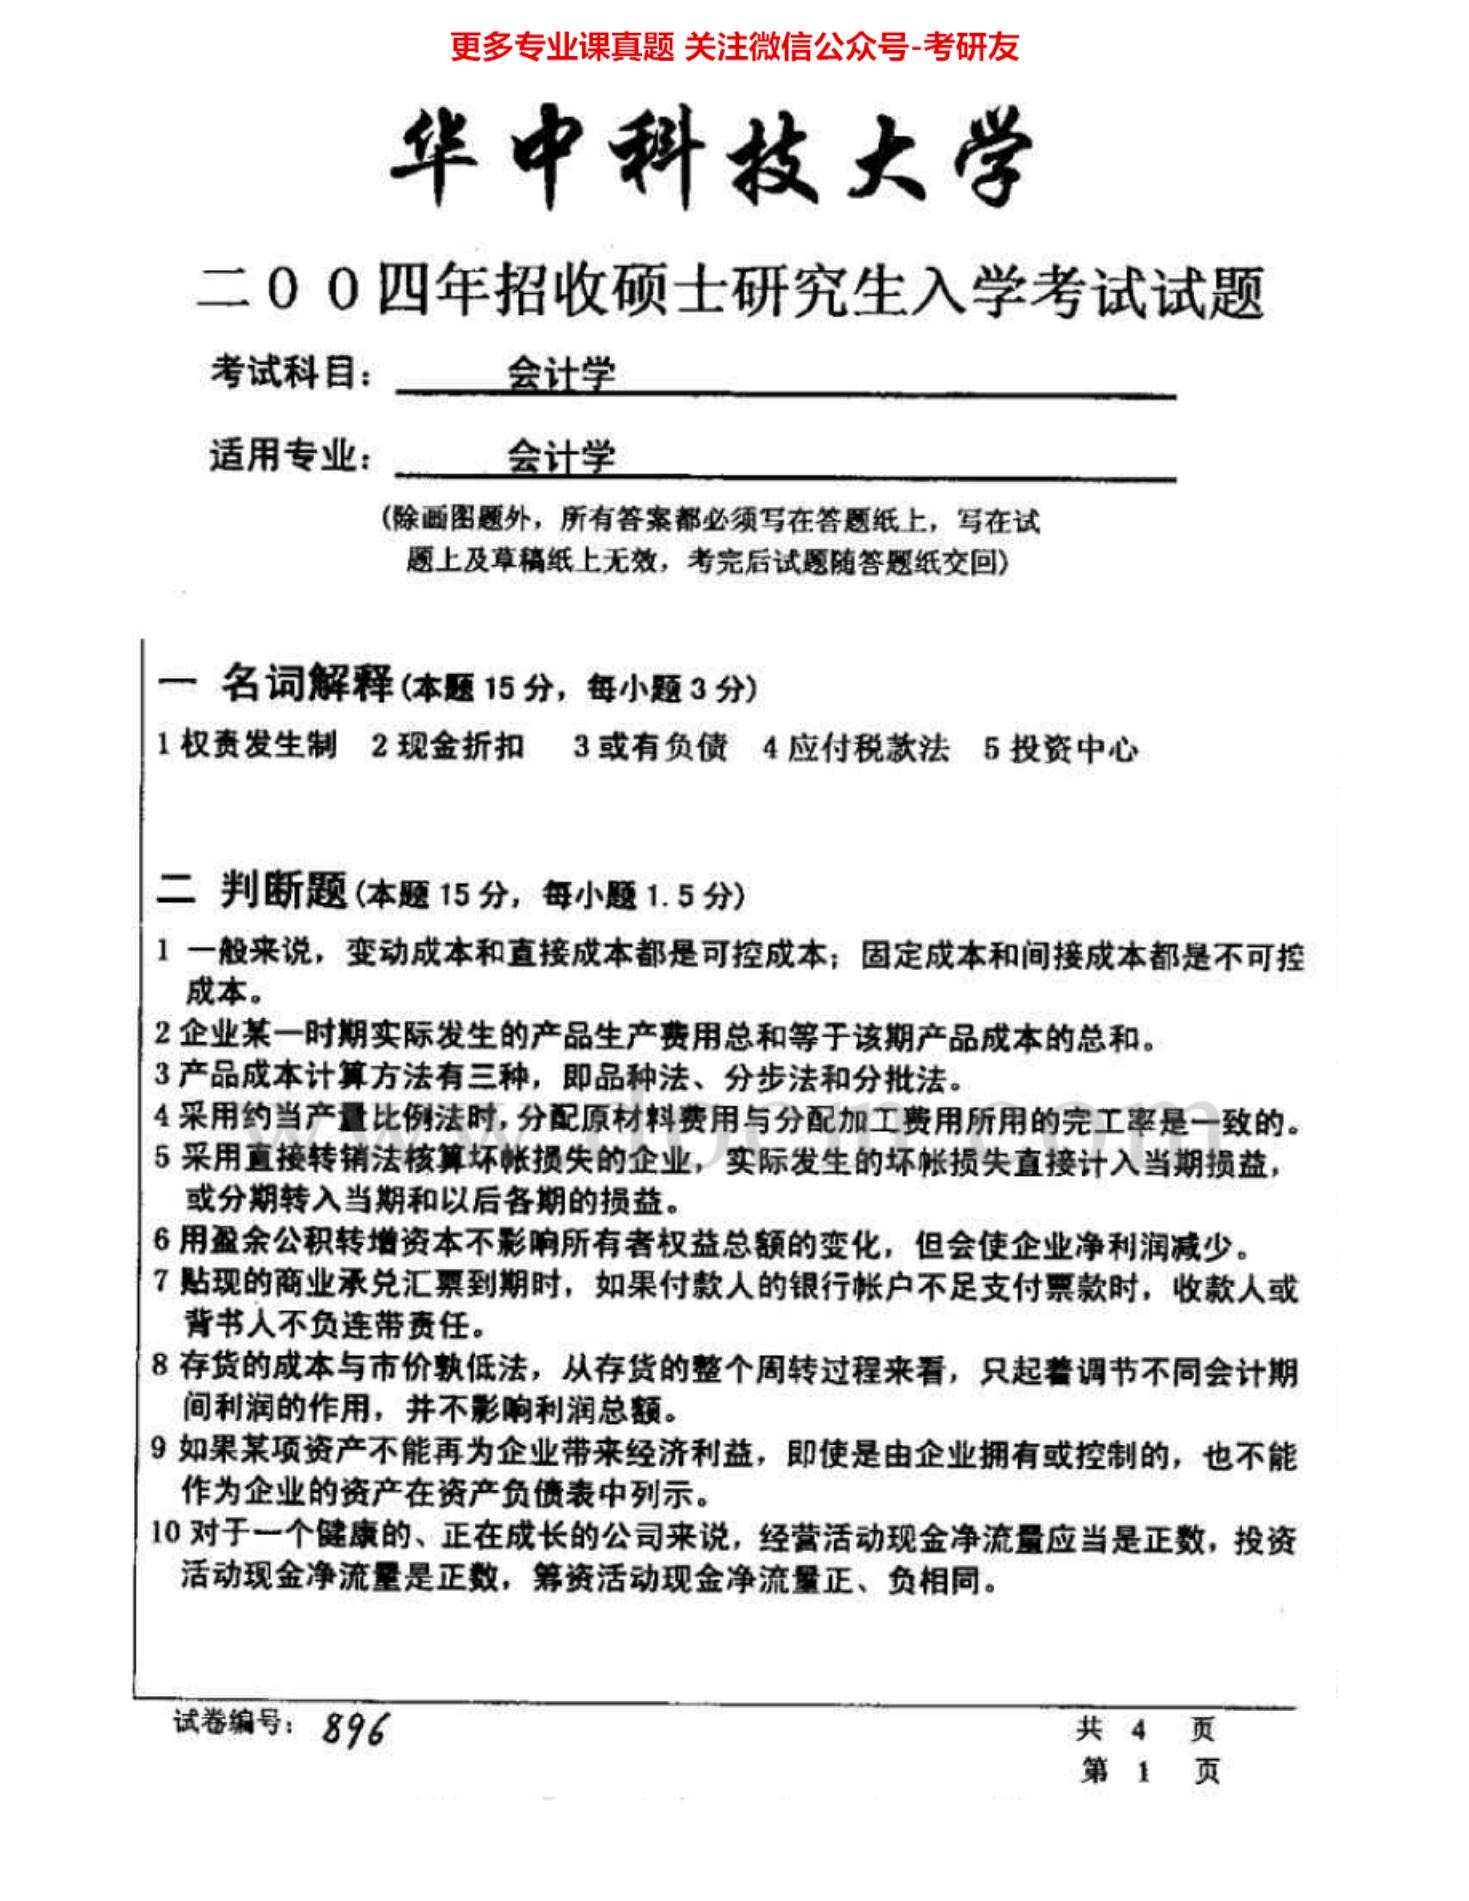 更多专业课真题 关注微信公众号-考研友
华中科技大学
二００四年招收硕士研究生入学考试试题
考试科目： 会计学
适用专业： 会计学
(除画图题外，所有答案都必须写在答题纸上，写在试
题上及草稿纸上无效，考完后试题随答题纸交回)
一 名词解释(本题 15 分，每小题 3 分)
1 权责发生制 2 现金折扣 3 或有负债 4 应付税款法 5 投资中心
二 判断题(本题 15 分，每小题 1.5 分)
1 一般来说，变动成本和直接成本都是可控成本；固定成本和间接成本都是不可控
成本。
2 企业某一时期实际发生的产品生产费用总和等于该期产品成本的总和。
3 产品成本计算方法有三种，即品种法、分步法和分批法。
4 采用约当产量比例法时，分配原材料费用与分配加工费用所用的完工率是一致的。
5 采用直接转销法核算坏帐损失的企业，实际发生的坏帐损失直接计入当期损益，
或分期转入当期和以后各期的损益。
6 用盈余公积转增资本不影响所有者权益总额的变化，但会使企业净利润减少。
7 贴现的商业承兑汇票到期时，如果付款人的银行帐户不足支付票款时，收款人或
背书人不负连带责任。
8 存货的成本与市价孰低法，从存货的整个周转过程来看，只起着调节不同会计期
间利润的作用，并不影响利润总额。
9 如果某项资产不能再为企业带来经济利益，即使是由企业拥有或控制的，也不能
作为企业的资产在资产负债表中列示。
10 对于一个健康的、正在成长的公司来说，经营活动现金净流量应当是正数，投资
活动现金净流量是正数，筹资活动现金净流量正、负相间。
试卷编号：896
共 4 页
第 1 页